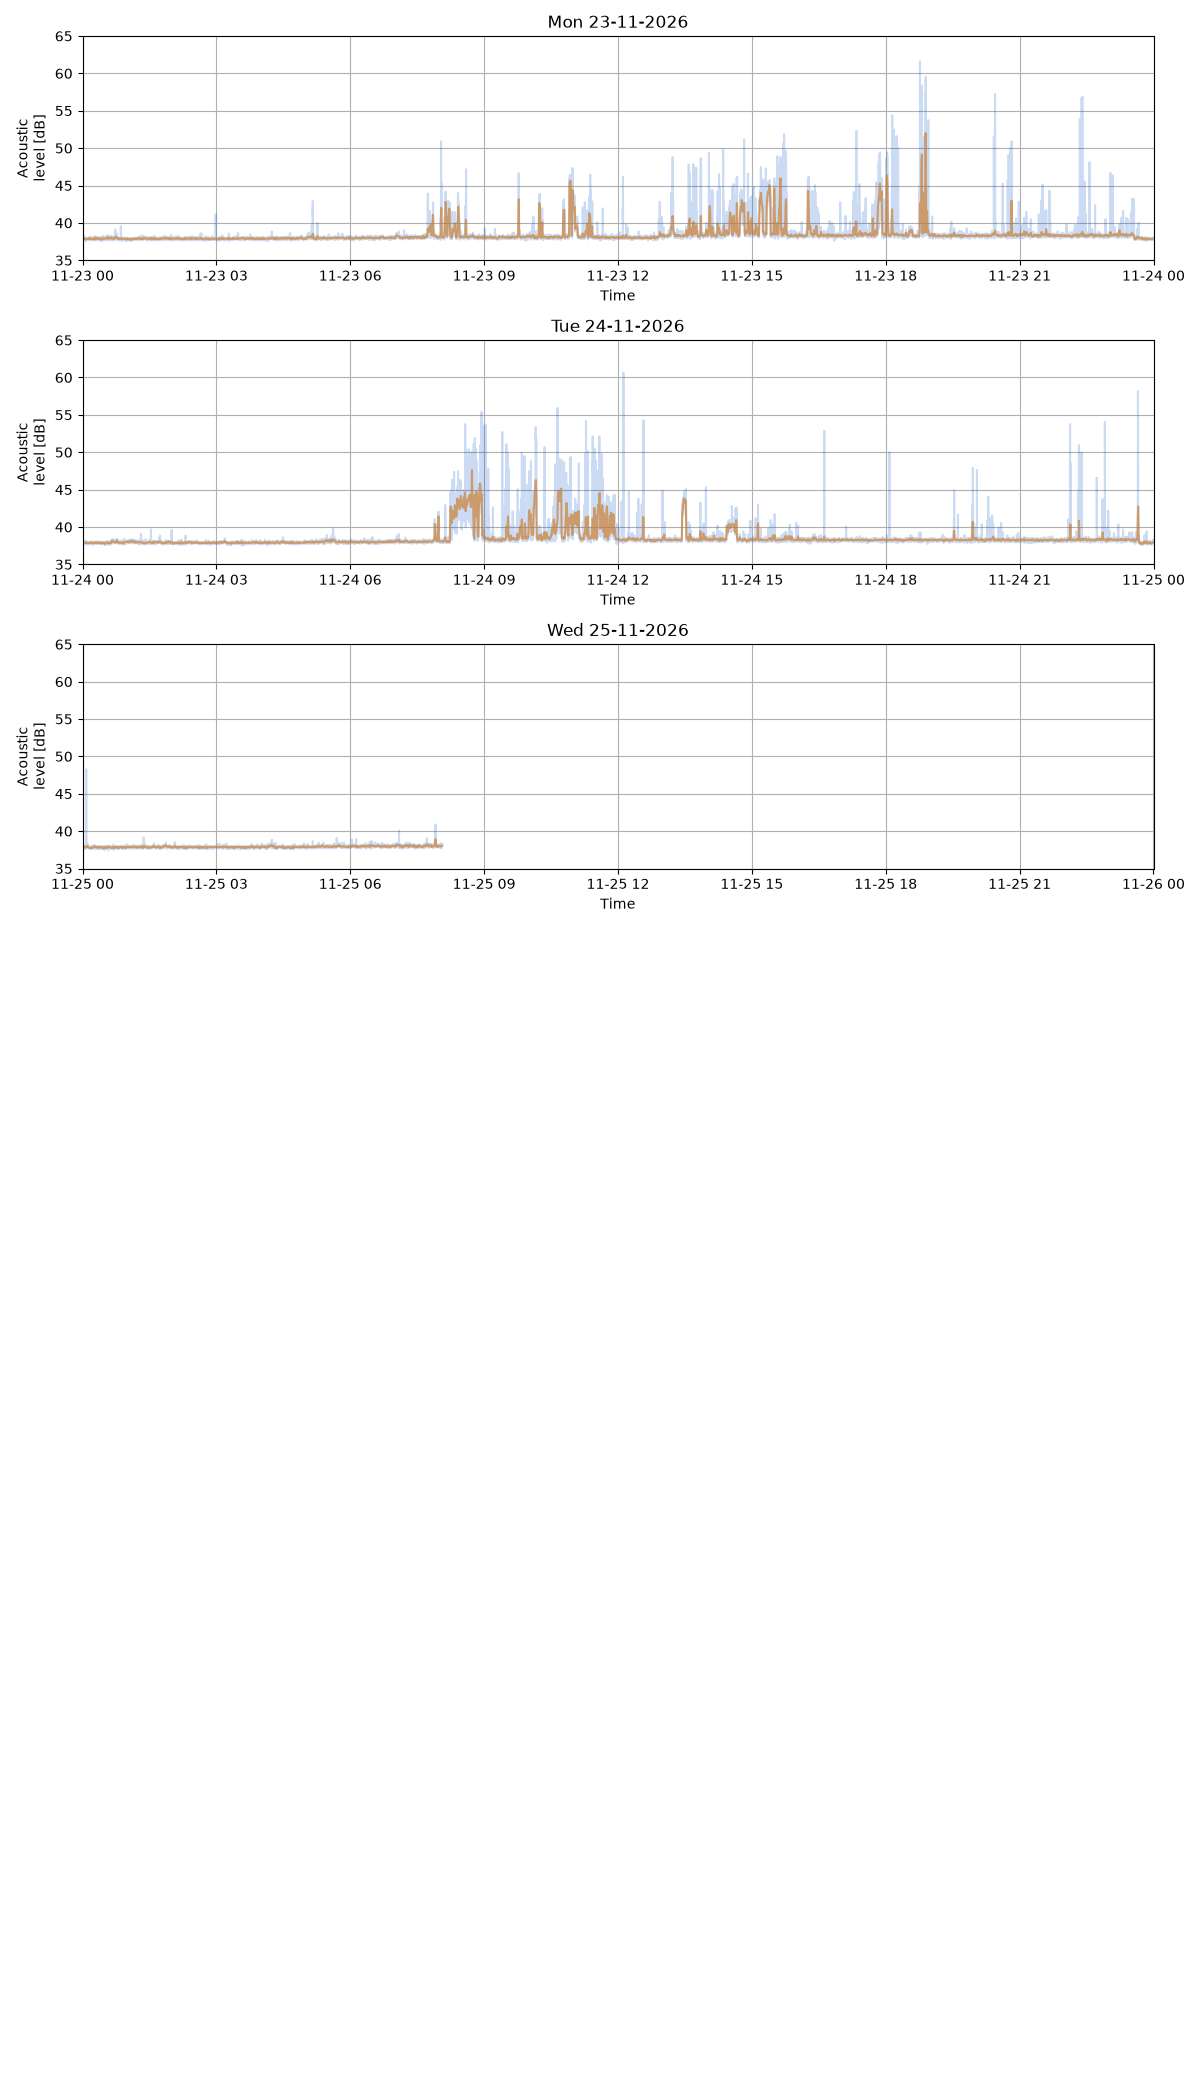 Mon 23-11-2026
65
60
55
50
45
40
35
Acoustic
level [dB]
11-23 00 11-23 03 11-23 06 11-23 09 11-23 12 11-23 15 11-23 18 11-23 21 11-24 00
Time
Tue 24-11-2026
65
60
55
50
45
40
35
Acoustic
level [dB]
11-24 00 11-24 03 11-24 06 11-24 09 11-24 12 11-24 15 11-24 18 11-24 21 11-25 00
Time
Wed 25-11-2026
65
60
55
50
45
40
35
Acoustic
level [dB]
11-25 00 11-25 03 11-25 06 11-25 09 11-25 12 11-25 15 11-25 18 11-25 21 11-26 00
Time